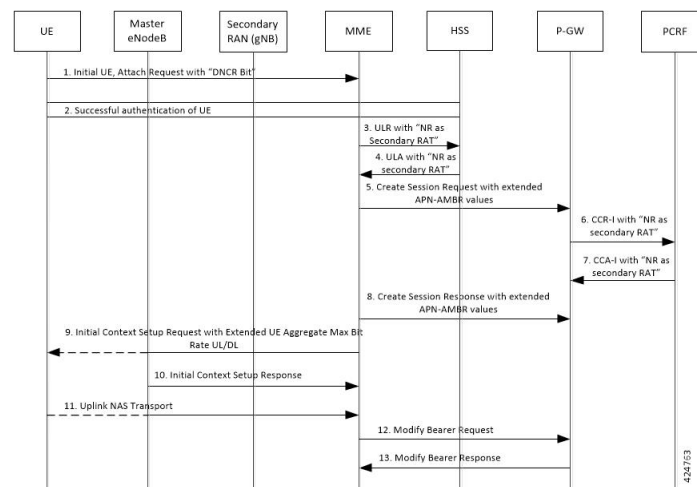 UE
Master
eNodeB
Secondary
RAN (gNB)
MME
HSS
P-GW
PCRF
1. Initial UE, Attach Request with “DNCR Bit”
2. Successful authentication of UE
3. ULR with “NR as
Secondary RAT”
4. ULA with “NR as
secondary RAT”
5. Create Session Request with extended
APN-AMBR values
6. CCR-I with “NR as
secondary RAT”
7. CCA-I with “NR as
secondary RAT”
8. Create Session Response with extended
APN-AMBR values
9. Initial Context Setup Request with Extended UE Aggregate Max Bit
Rate UL/DL
10. Initial Context Setup Response
11. Uplink NAS Transport
12. Modify Bearer Request
13. Modify Bearer Response
424763